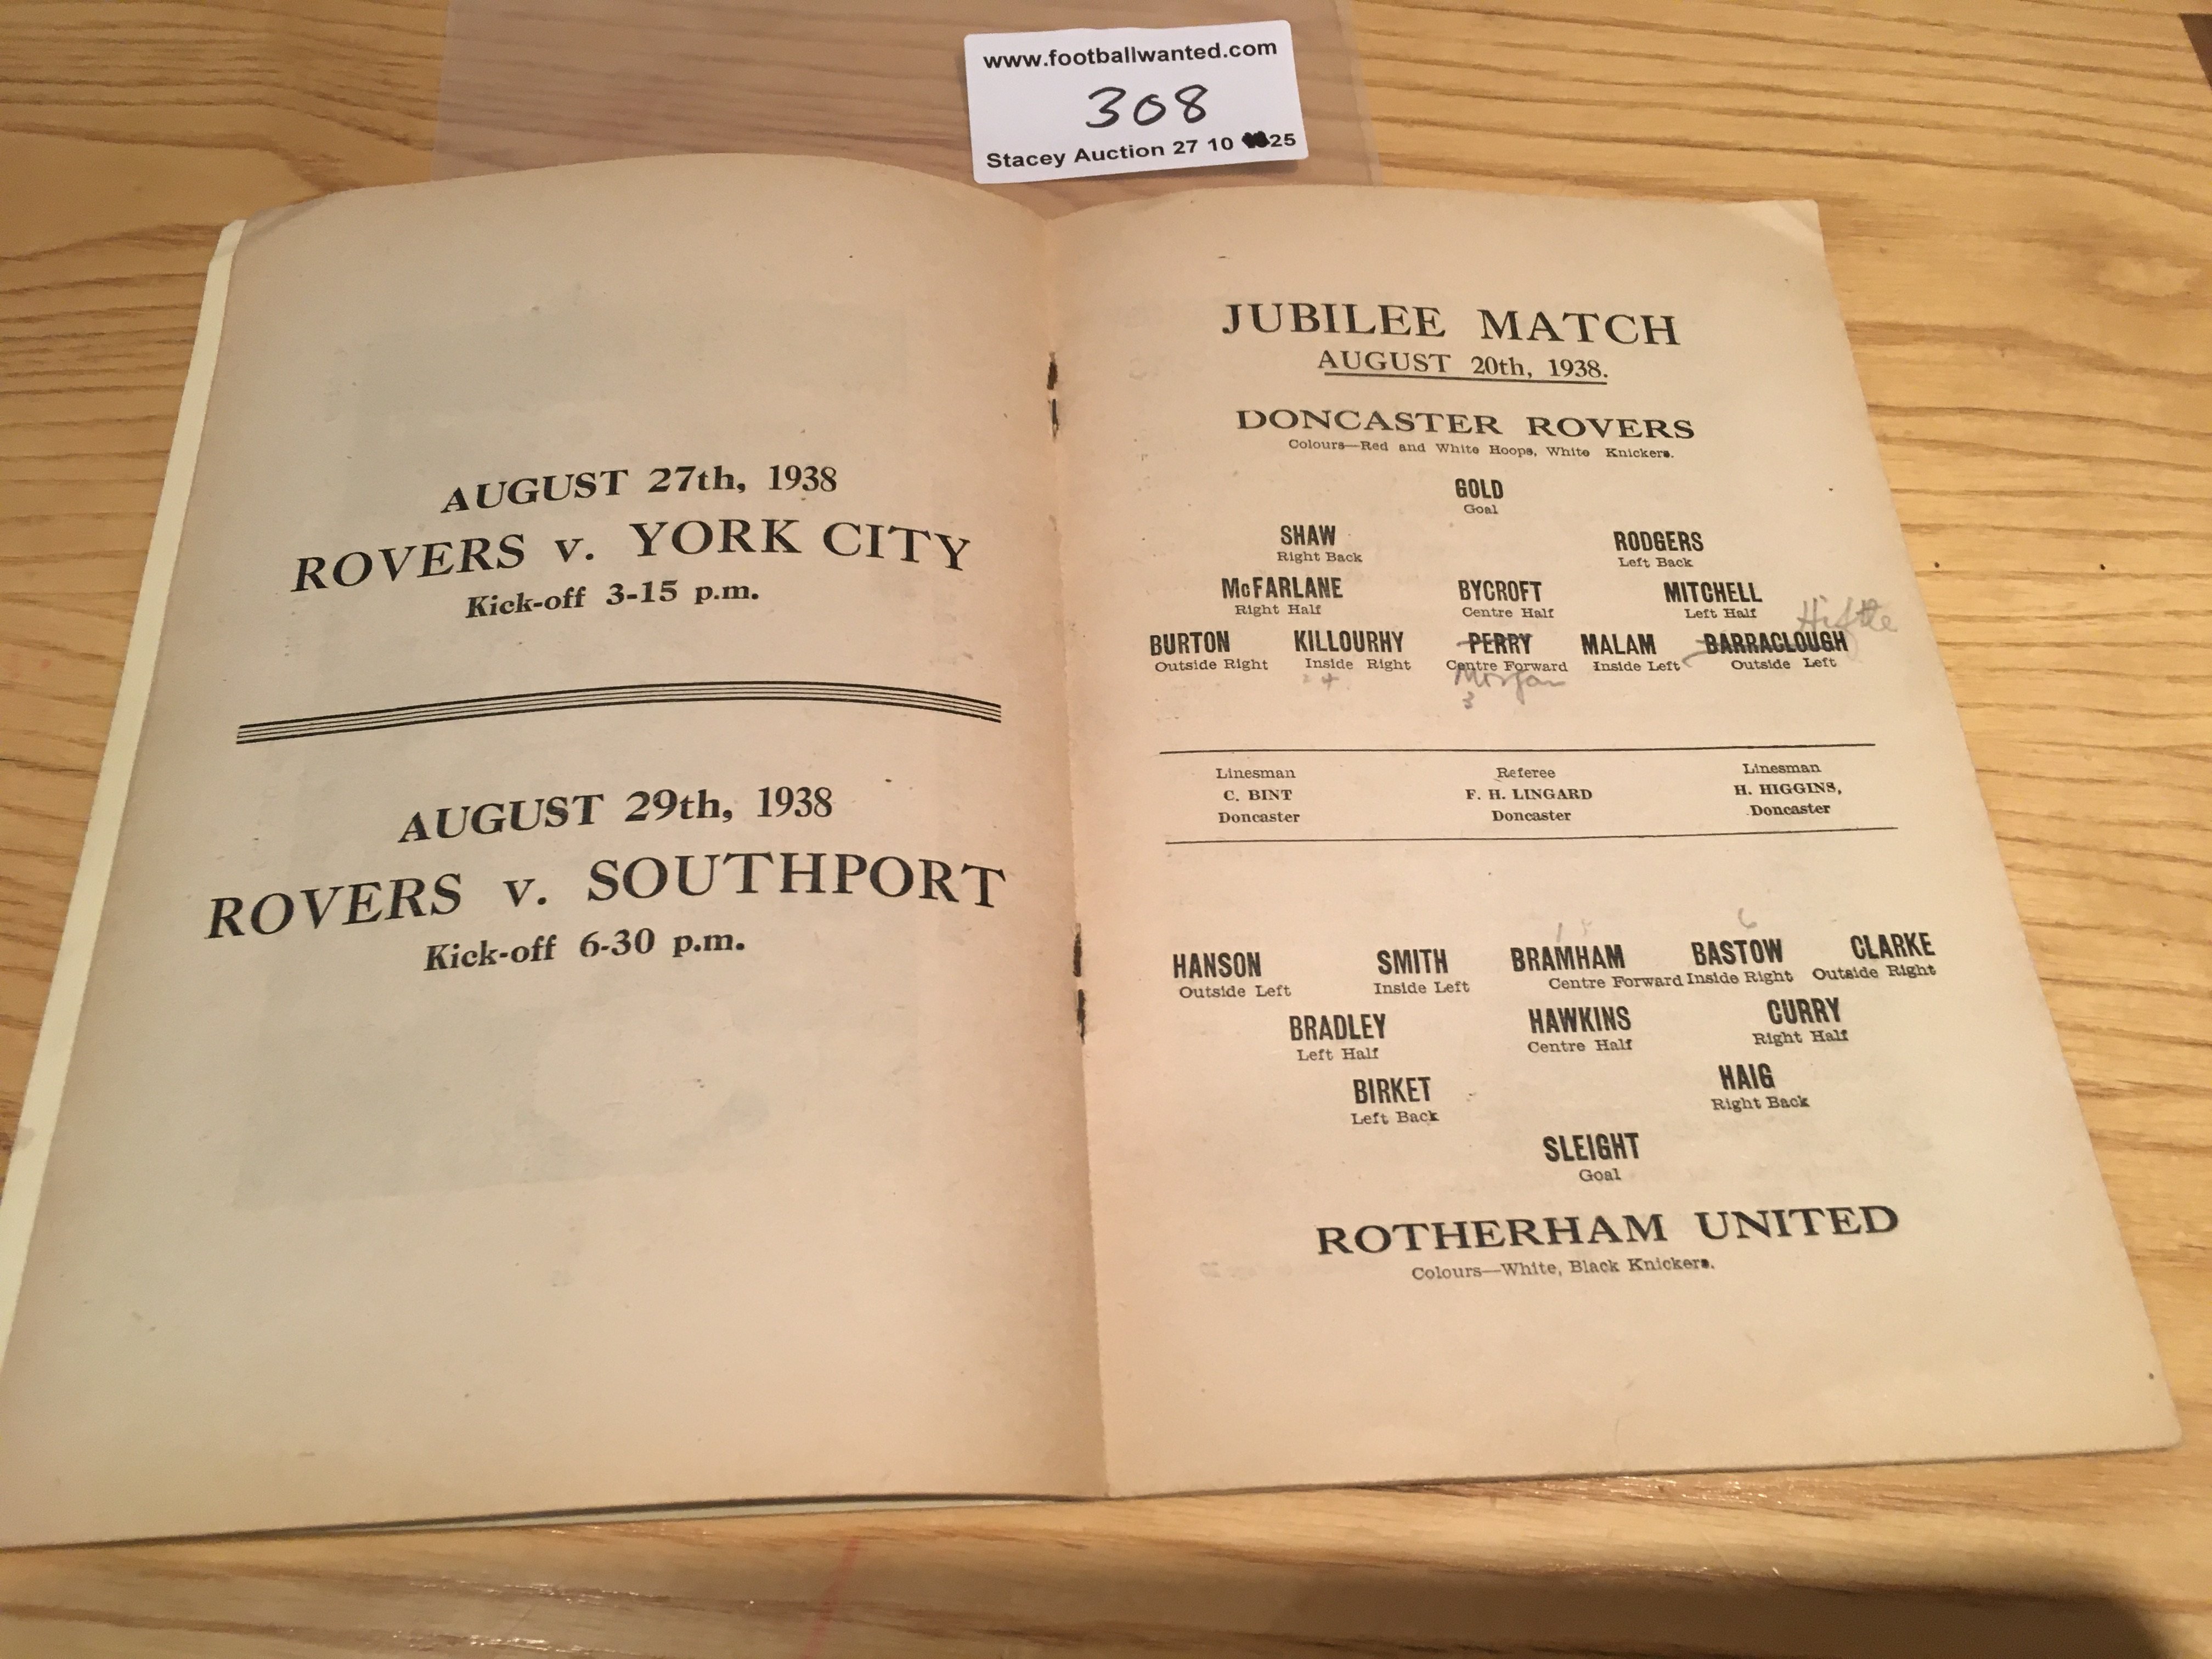 www.footballwanted.com
308
Stacey Auction 27 10 25
AUGUST 27th, 1938
ROVERS v. YORK CITY
Kick-off 3-15 p.m.
AUGUST 29th, 1938
ROVERS v. SOUTHPORT
Kick-off 6-30 p.m.
JUBILEE MATCH
AUGUST 20th, 1938.
DONCASTER ROVERS
Colours—Red and White Hoops, White Knickers.
GOLD
Goal
SHAW RODGERS
Right Back Left Back
McFARLANE BYCROFT MITCHELL
Right Half Centre Half Left Half
BURTON KILLOURHY PERRY MALAM BARRACLOUGH
Outside Right Inside Right Centre Forward Inside Left Outside Left
4 Morgan
3
Linesman Referee Linesman
C. BINT F. H. LINGARD H. HIGGINS,
Doncaster Doncaster Doncaster
6
HANSON SMITH BRAMHAM BASTOW CLARKE
Outside Left Inside Left Centre Forward Inside Right Outside Right
BRADLEY HAWKINS CURRY
Left Half Centre Half Right Half
BIRKET HAIG
Left Back Right Back
SLEIGHT
Goal
ROTHERHAM UNITED
Colours—White, Black Knickers.